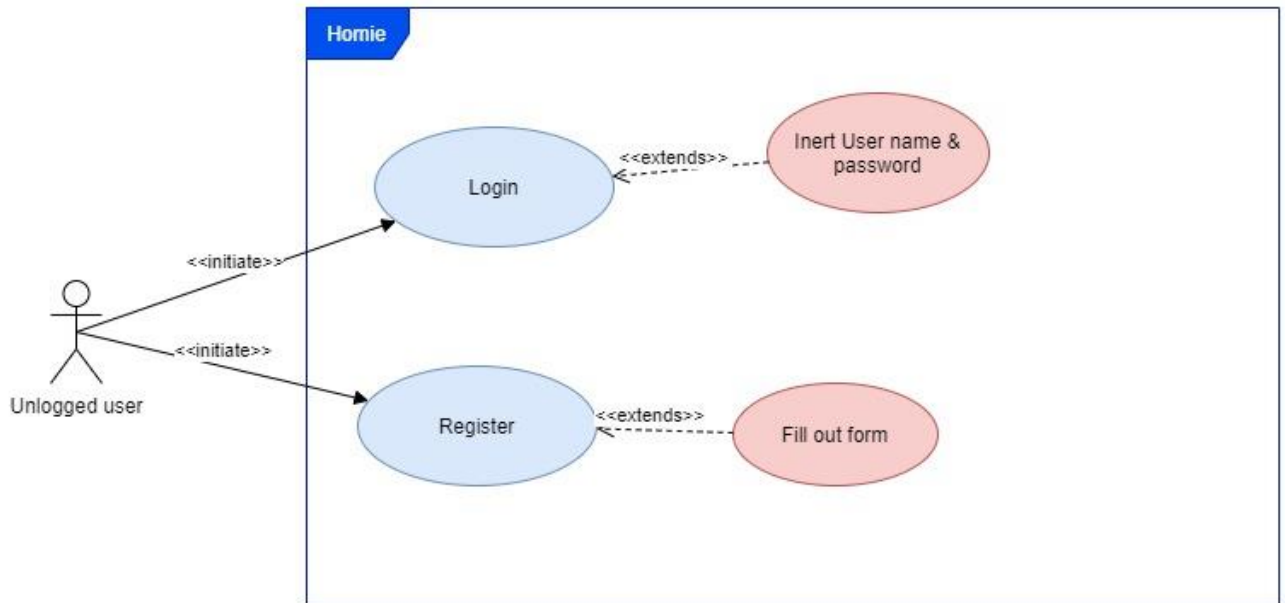 Homie
Inert User name &
password
<<extends>>
Login
<<initiate>>
<<initiate>>
Unlogged user
Register
<<extends>>
Fill out form